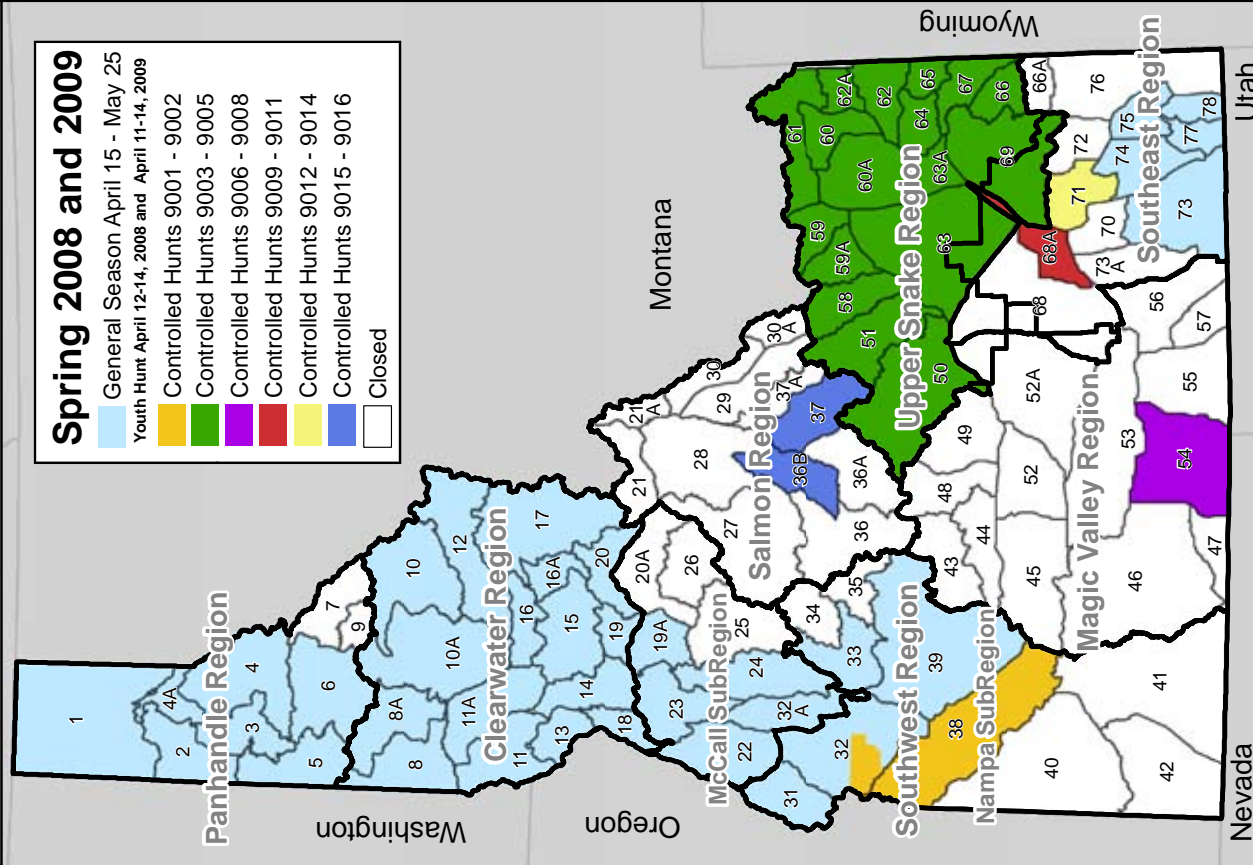 Spring 2008 and 2009
General Season April 15 - May 25
Youth Hunt April 12-14, 2008 and April 11-14, 2009
Controlled Hunts 9001 - 9002
Controlled Hunts 9003 - 9005
Controlled Hunts 9006 - 9008
Controlled Hunts 9009 - 9011
Controlled Hunts 9012 - 9014
Controlled Hunts 9015 - 9016
Closed
Washington
Oregon
Montana
Wyoming
Nevada
Utah
Panhandle Region
1
2
3
4
4A
5
6
7
9
Clearwater Region
8
8A
10
10A
11
11A
12
13
14
15
16
16A
17
18
19
20
McCall SubRegion
19A
20A
22
23
24
25
26
32
A
Southwest Region
Nampa SubRegion
31
32
33
34
35
38
39
40
41
42
Salmon Region
21
21
A
27
28
29
30
30
A
36
36A
36B
37
37
A
Magic Valley Region
43
44
45
46
47
48
49
52
52A
53
54
55
56
57
68
Upper Snake Region
50
51
58
59
59A
60
60A
61
62
62A
63
63A
64
65
66
67
69
Southeast Region
66A
68A
70
71
72
73
73
A
74
75
76
77
78